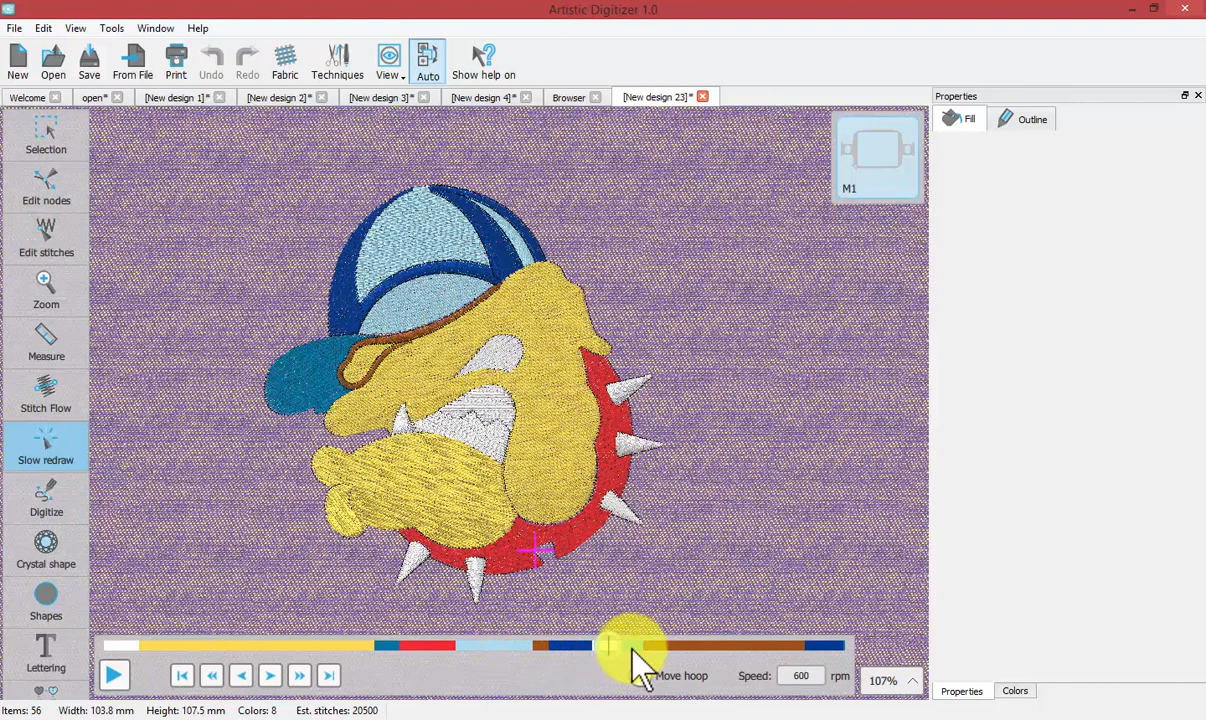 Artistic Digitizer 1.0
File Edit View Tools Window Help
New Open Save From File Print Undo Redo Fabric Techniques View Auto Show help on
Welcome open* [New design 1]* [New design 2]* [New design 3]* [New design 4]* Browser [New design 23]*
Properties
Fill Outline
Selection
M1
Edit nodes
Edit stitches
Zoom
Measure
Stitch Flow
Slow redraw
Digitize
Crystal shape
Shapes
Lettering
Move hoop Speed: 600 rpm 107%
Properties Colors
Items: 56 Width: 103.8 mm Height: 107.5 mm Colors: 8 Est. stitches: 20500